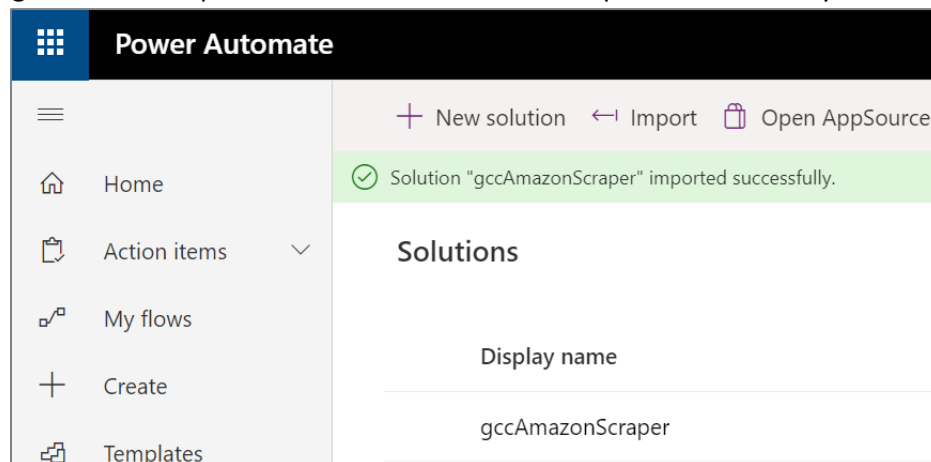 Power Automate
New solution Import Open AppSource
Solution "gccAmazonScraper" imported successfully.
Home
Action items
Solutions
My flows
Display name
Create
gccAmazonScraper
Templates